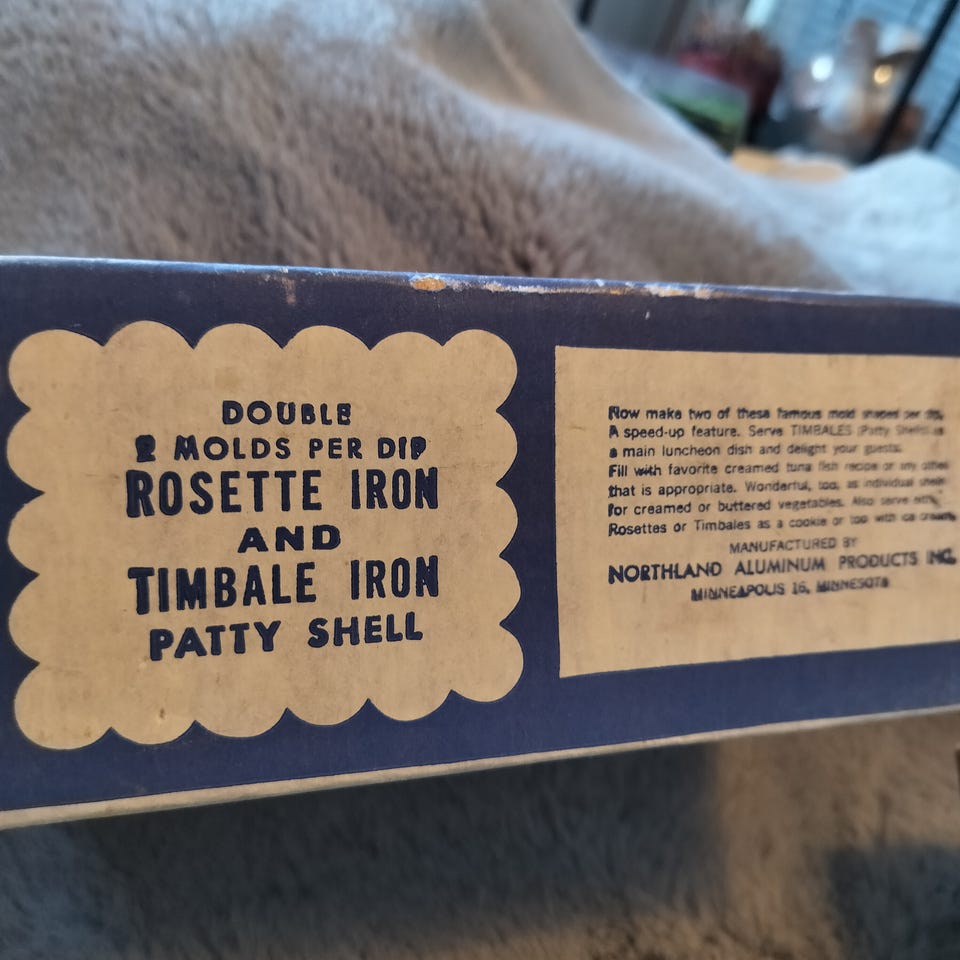 DOUBLE
2 MOLDS PER DIP
ROSETTE IRON
AND
TIMBALE IRON
PATTY SHELL
Now make two of these famous mold shapes per dip.
A speed-up feature. Serve TIMBALES (Patty Shells) as
a main luncheon dish and delight your guests.
Fill with favorite creamed tuna fish recipe or any other
that is appropriate. Wonderful, too, as individual shells
for creamed or buttered vegetables. Also serve with
Rosettes or Timbales as a cookie or too with ice cream.
MANUFACTURED BY
NORTHLAND ALUMINUM PRODUCTS INC.
MINNEAPOLIS 16, MINNESOTA